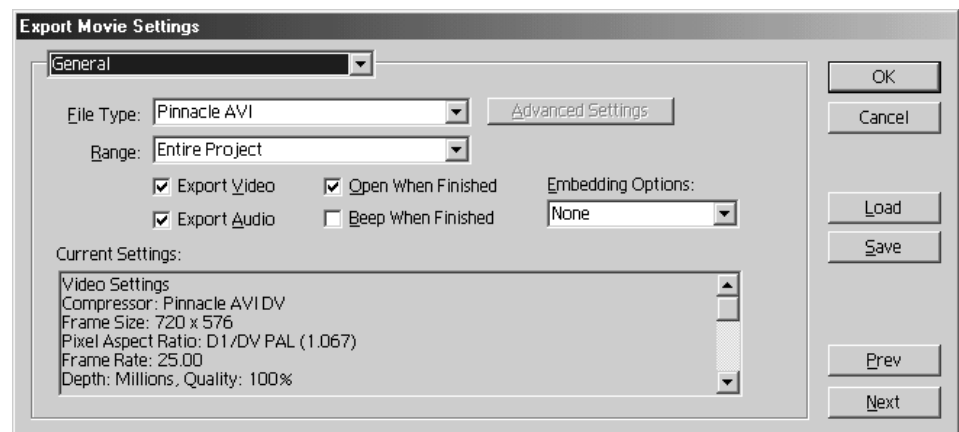 Export Movie Settings
General
OK
File Type: Pinnacle AVI
Advanced Settings
Cancel
Range: Entire Project
Export Video
Open When Finished
Embedding Options:
Export Audio
Beep When Finished
None
Load
Save
Current Settings:
Video Settings
Compressor: Pinnacle AVI DV
Frame Size: 720 x 576
Pixel Aspect Ratio: D1/DV PAL (1.067)
Frame Rate: 25.00
Depth: Millions, Quality: 100%
Prev
Next